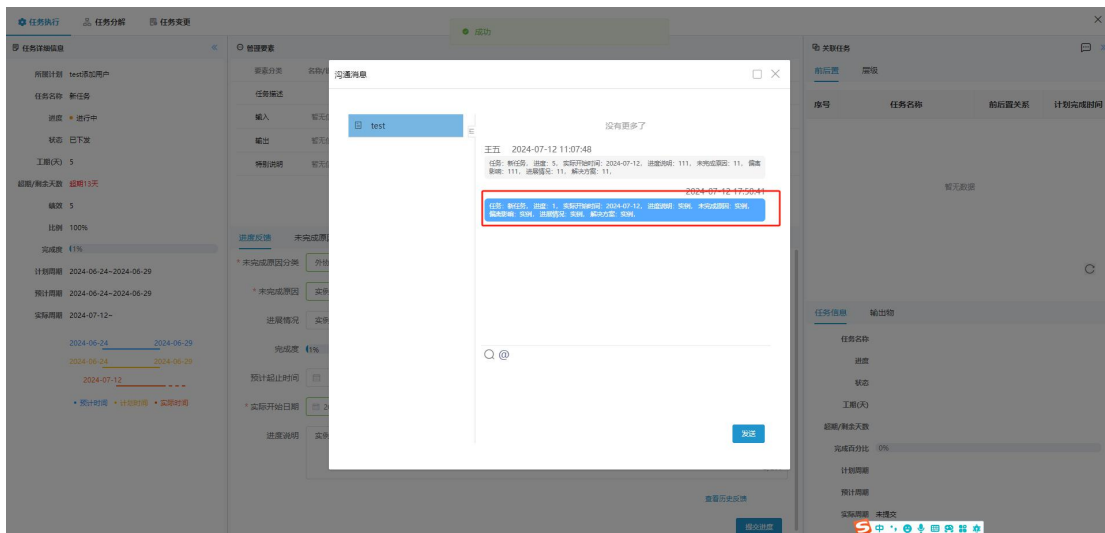 任务执行 任务分解 任务变更
成功
任务详细信息
所属计划 test添加用户
任务名称 新任务
进度 进行中
状态 已下发
工期(天) 5
超期/剩余天数 超期13天
绩效 5
比例 100%
完成度 1%
计划周期 2024-06-24~2024-06-29
预计周期 2024-06-24~2024-06-29
实际周期 2024-07-12~
2024-06-24 2024-06-29
2024-06-24 2024-06-29
2024-07-12
预计时间 计划时间 实际时间
管理要素
要素分类
任务描述
输入
输出
特别说明
进度反馈
*未完成原因分类
*未完成原因
进展情况
完成度 1%
预计起止时间
*实际开始日期
进度说明
查看历史反馈
提交进度
沟通消息
test
没有更多了
王五 2024-07-12 11:07:48
任务: 新任务, 进度: 5, 实际开始时间: 2024-07-12, 进度说明: 111, 未完成原因: 11, 偏离
影响: 111, 进展情况: 11, 解决方案: 11,
2024-07-12 17:50:41
任务: 新任务, 进度: 1, 实际开始时间: 2024-07-12, 进度说明: 实例, 未完成原因: 实例,
偏离影响: 实例, 进展情况: 实例, 解决方案: 实例,
@
发送
关联任务
前后置 层级
序号 任务名称 前后置关系 计划完成时间
暂无数据
任务信息 输出物
任务名称
进度
状态
工期(天)
超期/剩余天数
完成百分比 0%
计划周期
预计周期
实际周期 未提交
中